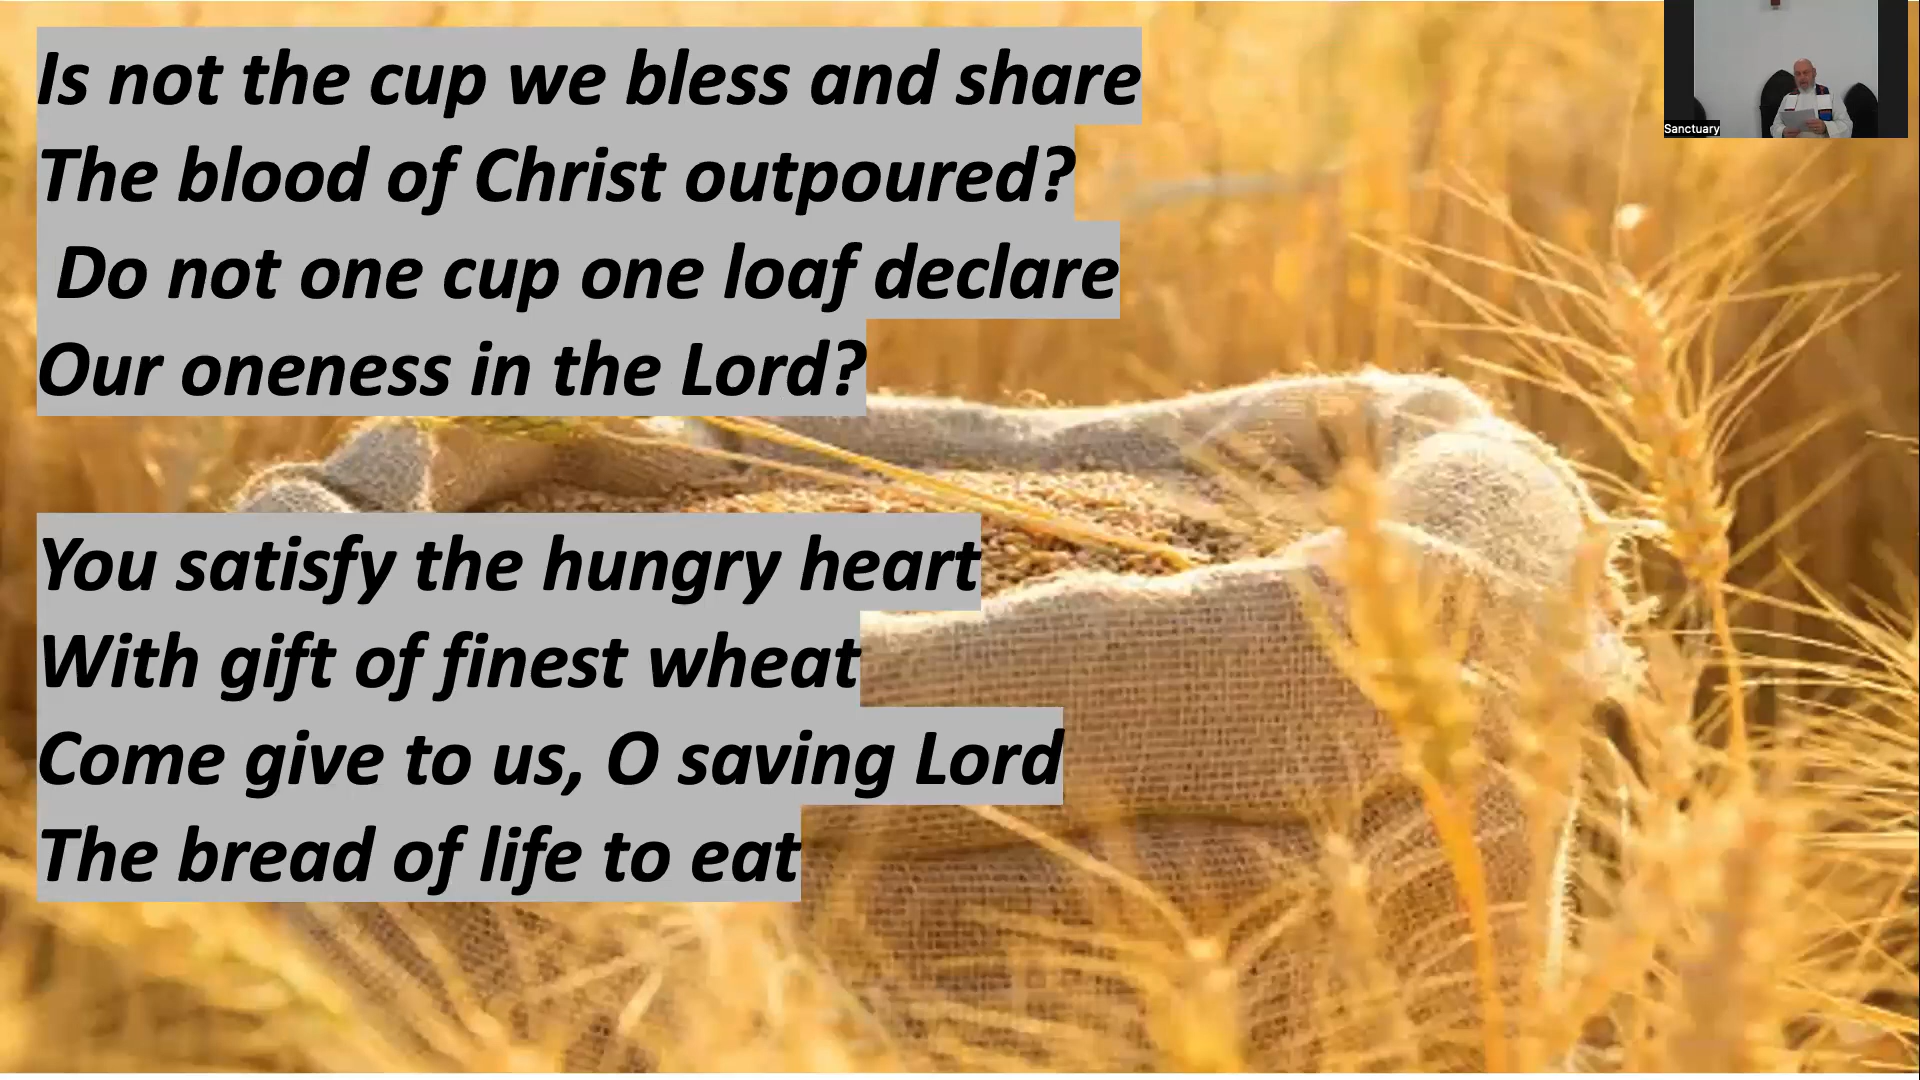 Is not the cup we bless and share
The blood of Christ outpoured?
Do not one cup one loaf declare
Our oneness in the Lord?
You satisfy the hungry heart
With gift of finest wheat
Come give to us, O saving Lord
The bread of life to eat
Sanctuary